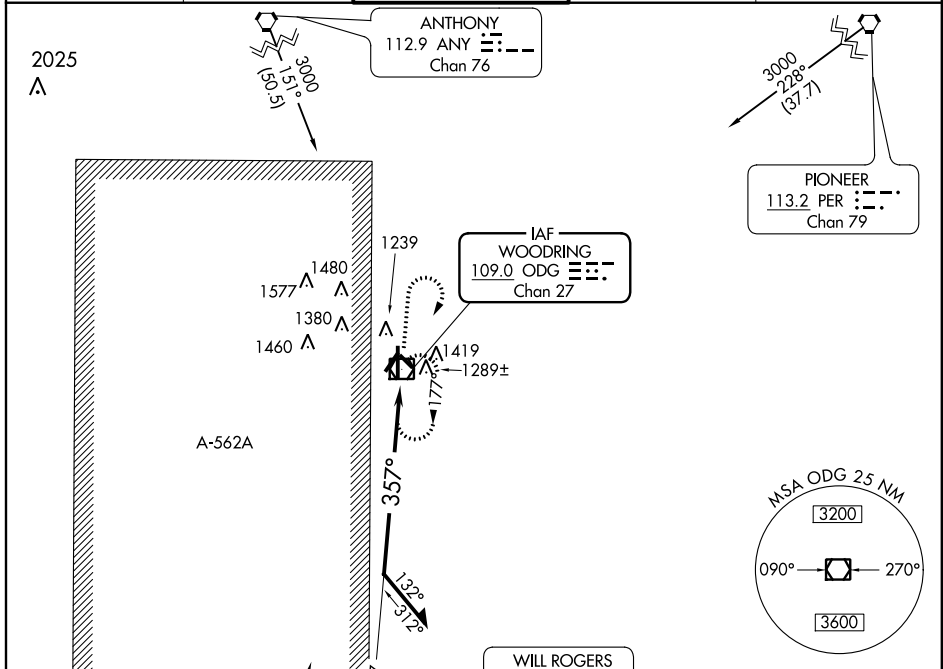 2025
ANTHONY
112.9 ANY
Chan 76
3000
151°
(50.5)
3000
228°
(37.7)
PIONEER
113.2 PER
Chan 79
IAF
WOODRING
109.0 ODG
Chan 27
1239
1480
1577
1380
1460
1419
1289±
177°
A-562A
357°
132°
312°
MSA ODG 25 NM
3200
090°
270°
3600
WILL ROGERS